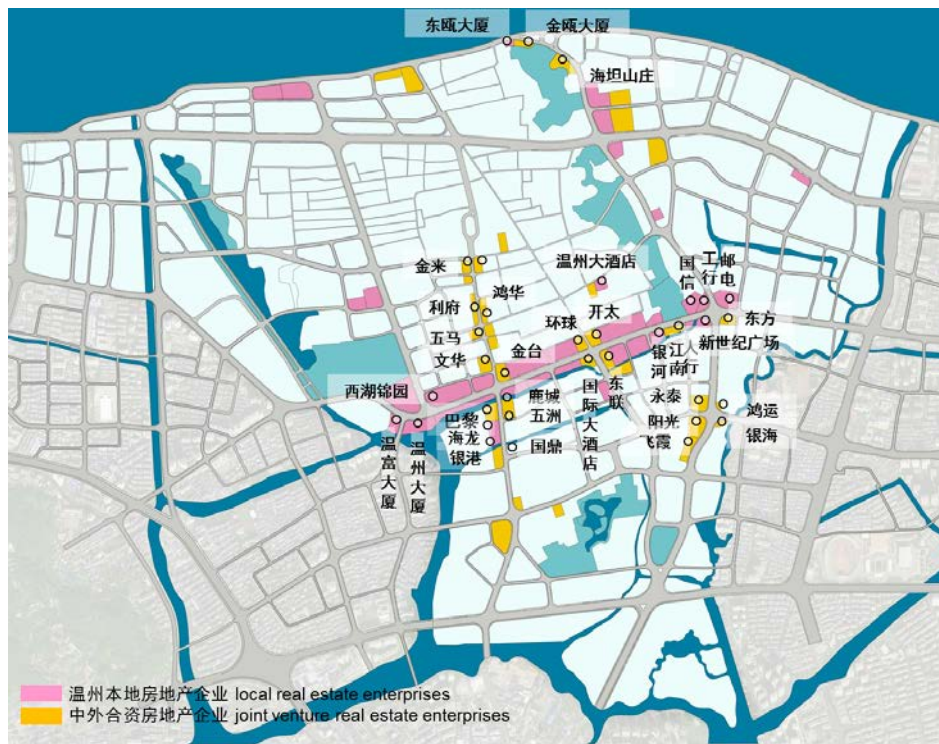 东瓯大厦
金瓯大厦
海坦山庄
温州大酒店
国信
工行
邮电
金来
鸿华
利府
五马
文华
环球
开太
金台
东方
新世纪广场
银河
江南
人行
西湖锦园
鹿城
五洲
国际大酒店
东联
永泰
鸿运
巴黎
海龙
银港
国鼎
阳光
银海
飞霞
温富大厦
温州大厦
温州本地房地产企业 local real estate enterprises
中外合资房地产企业 joint venture real estate enterprises